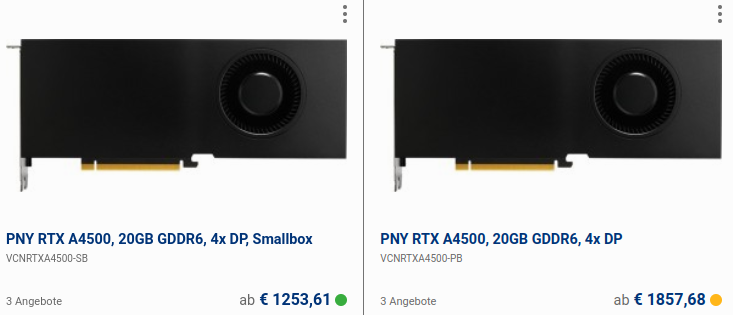 PNY RTX A4500, 20GB GDDR6, 4x DP, Smallbox
VCNRTXA4500-SB
3 Angebote ab € 1253,61
PNY RTX A4500, 20GB GDDR6, 4x DP
VCNRTXA4500-PB
3 Angebote ab € 1857,68